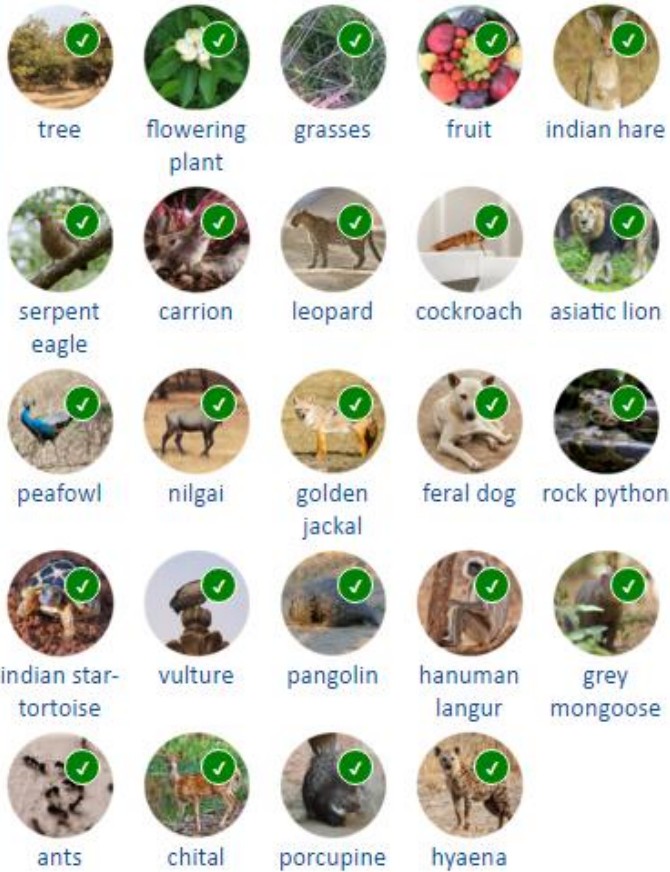 tree
flowering
plant
grasses
fruit
indian hare
serpent
eagle
carrion
leopard
cockroach
asiatic lion
peafowl
nilgai
golden
jackal
feral dog
rock python
indian star-
tortoise
vulture
pangolin
hanuman
langur
grey
mongoose
ants
chital
porcupine
hyaena